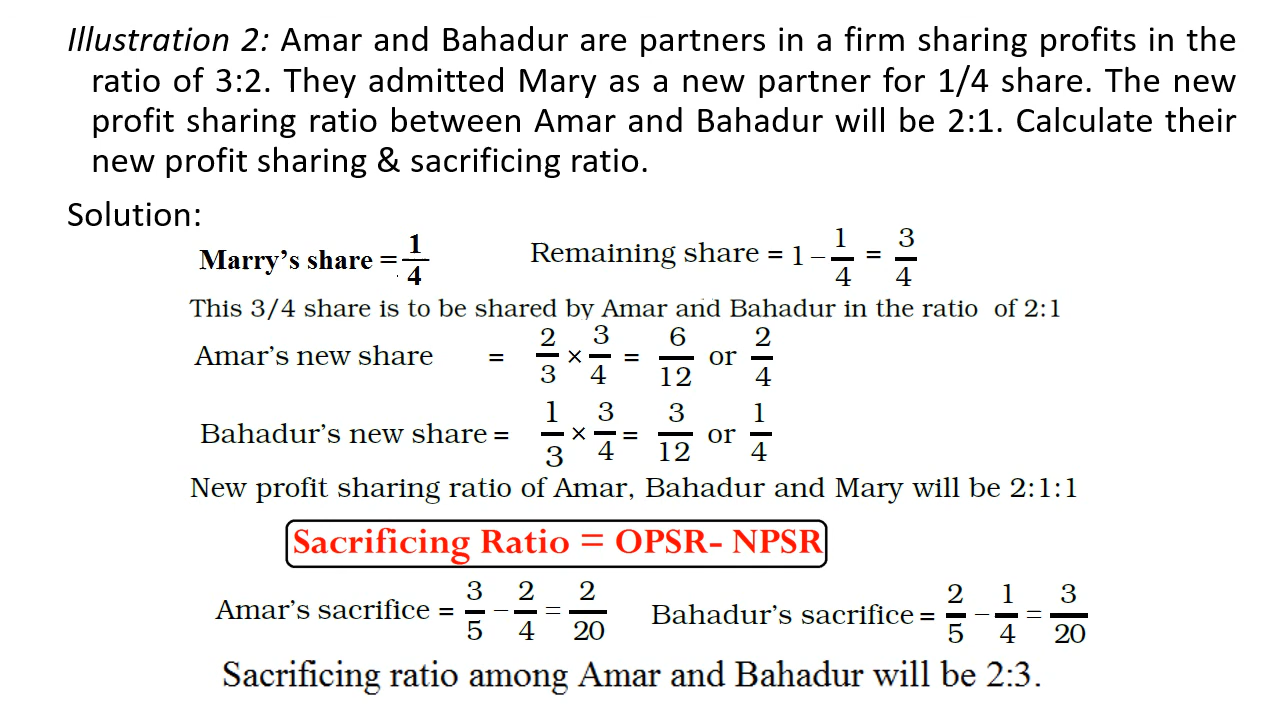 Illustration 2: Amar and Bahadur are partners in a firm sharing profits in the
ratio of 3:2. They admitted Mary as a new partner for 1/4 share. The new
profit sharing ratio between Amar and Bahadur will be 2:1. Calculate their
new profit sharing & sacrificing ratio.
Solution:
Marry's share = 1/4 Remaining share = 1 – 1/4 = 3/4
This 3/4 share is to be shared by Amar and Bahadur in the ratio of 2:1
Amar's new share = 2/3 × 3/4 = 6/12 or 2/4
Bahadur's new share = 1/3 × 3/4 = 3/12 or 1/4
New profit sharing ratio of Amar, Bahadur and Mary will be 2:1:1
Sacrificing Ratio = OPSR- NPSR
Amar's sacrifice = 3/5 – 2/4 = 2/20 Bahadur's sacrifice = 2/5 – 1/4 = 3/20
Sacrificing ratio among Amar and Bahadur will be 2:3.